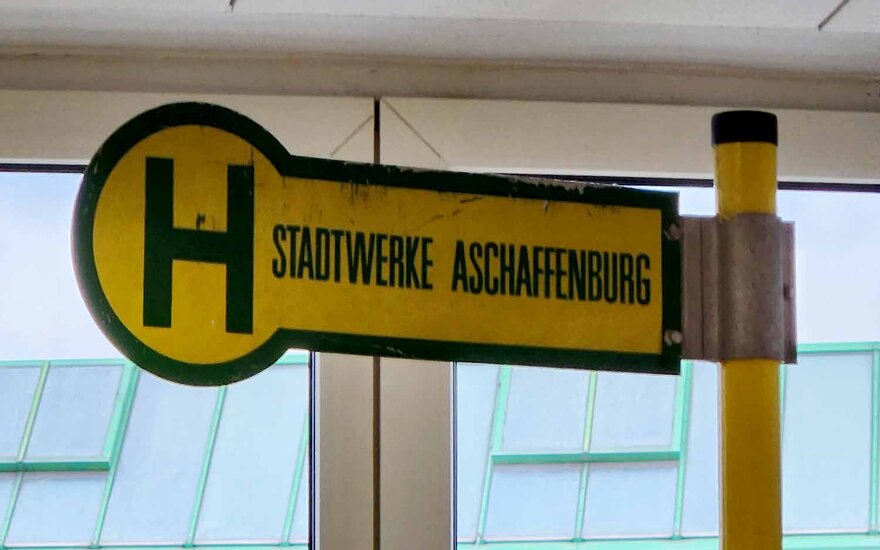 H STADTWERKE ASCHAFFENBURG